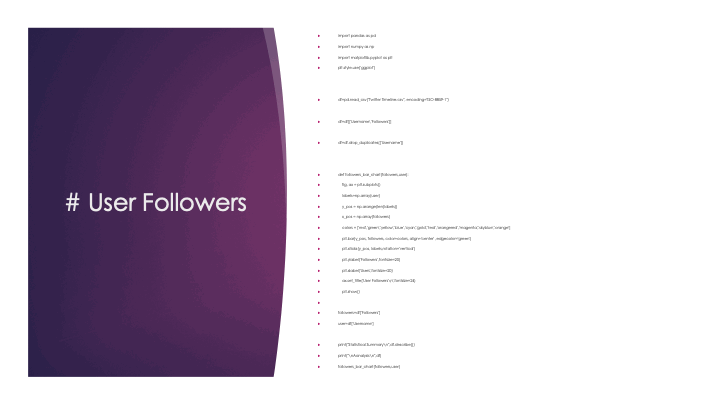 # User Followers
import pandas as pd
import numpy as np
import matplotlib.pyplot as plt
plt.style.use('ggplot')
df=pd.read_csv("Twitter Timeline.csv", encoding="ISO-8859-1")
df=df[['Username','Followers']]
df=df.drop_duplicates(['Username'])
def followers_bar_chart(followers,user):
fig, ax = plt.subplots()
labels=np.array(user)
y_pos = np.arange(len(labels))
x_pos = np.array(followers)
colors = ['red','green','yellow','blue','cyan','gold','teal','orangered','magenta','skyblue','orange']
plt.bar(y_pos, followers, color=colors, align='center', edgecolor='green')
plt.xticks(y_pos, labels,rotation='vertical')
plt.ylabel('Followers',fontsize=20)
plt.xlabel('Users',fontsize=20)
ax.set_title('User Followers\n',fontsize=24)
plt.show()
followers=df['Followers']
user=df['Username']
print("Statistical Summary:\n",df.describe())
print("\nAnalysis:\n",df)
followers_bar_chart(followers,user)